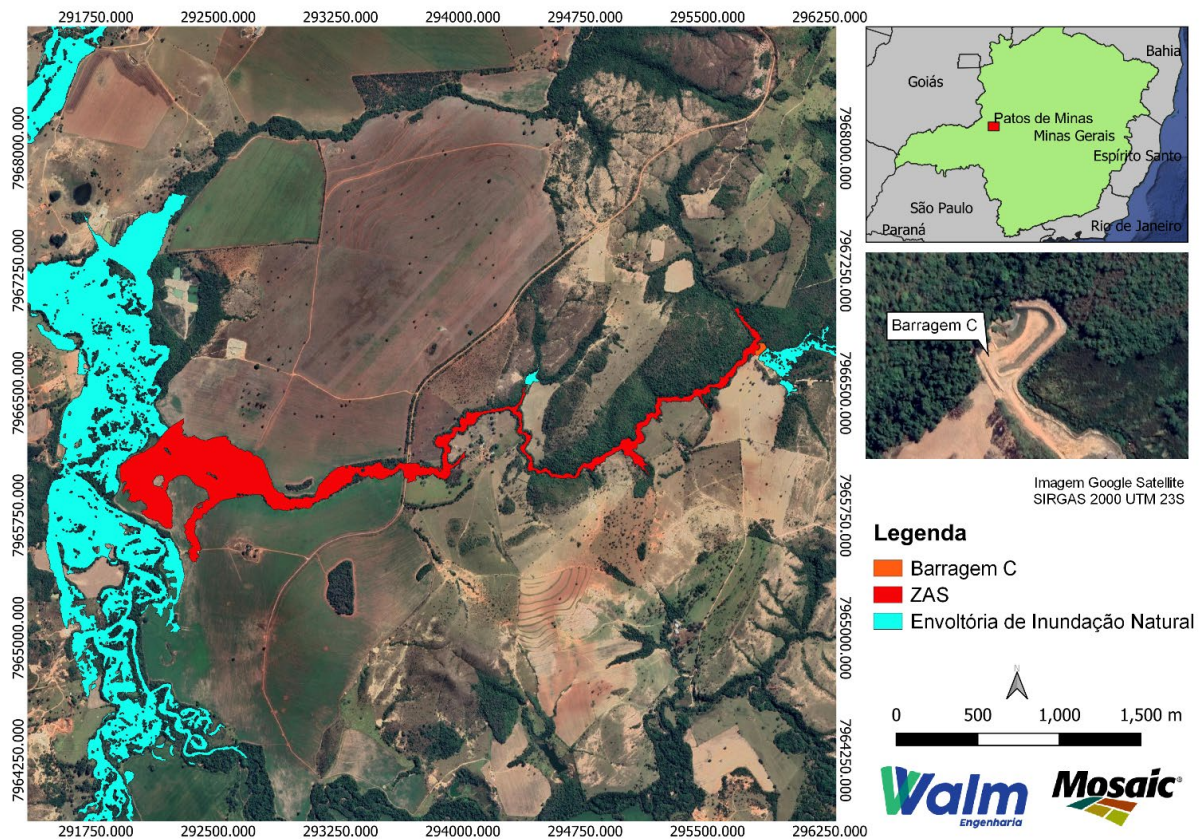 291750.000 292500.000 293250.000 294000.000 294750.000 295500.000 296250.000
7968000.000
7967250.000
7966500.000
7965750.000
7965000.000
7964250.000
7968000.000
7967250.000
7966500.000
7965750.000
7965000.000
7964250.000
291750.000 292500.000 293250.000 294000.000 294750.000 295500.000 296250.000
Bahia
Goiás
Patos de Minas
Minas Gerais
Espírito Santo
São Paulo
Rio de Janeiro
Paraná
Barragem C
Imagem Google Satellite
SIRGAS 2000 UTM 23S
Legenda
Barragem C
ZAS
Envoltória de Inundação Natural
N
0 500 1,000 1,500 m
Walm
Engenharia
Mosaic®